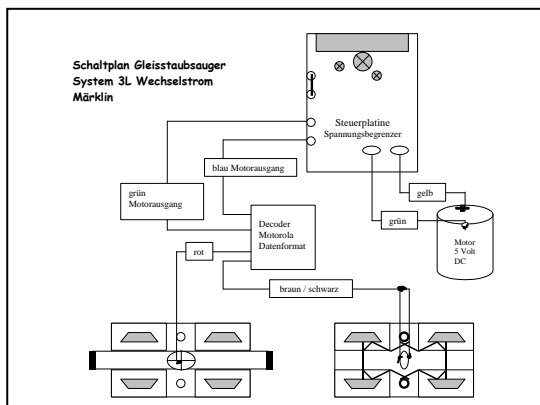 Schaltplan Gleisstaubsauger
System 3L Wechselstrom
Märklin
Steuerplatine
Spannungsbegrenzer
blau Motorausgang
grün
Motorausgang
gelb
grün
Decoder
Motorola
Datenformat
Motor
5 Volt
DC
rot
braun / schwarz